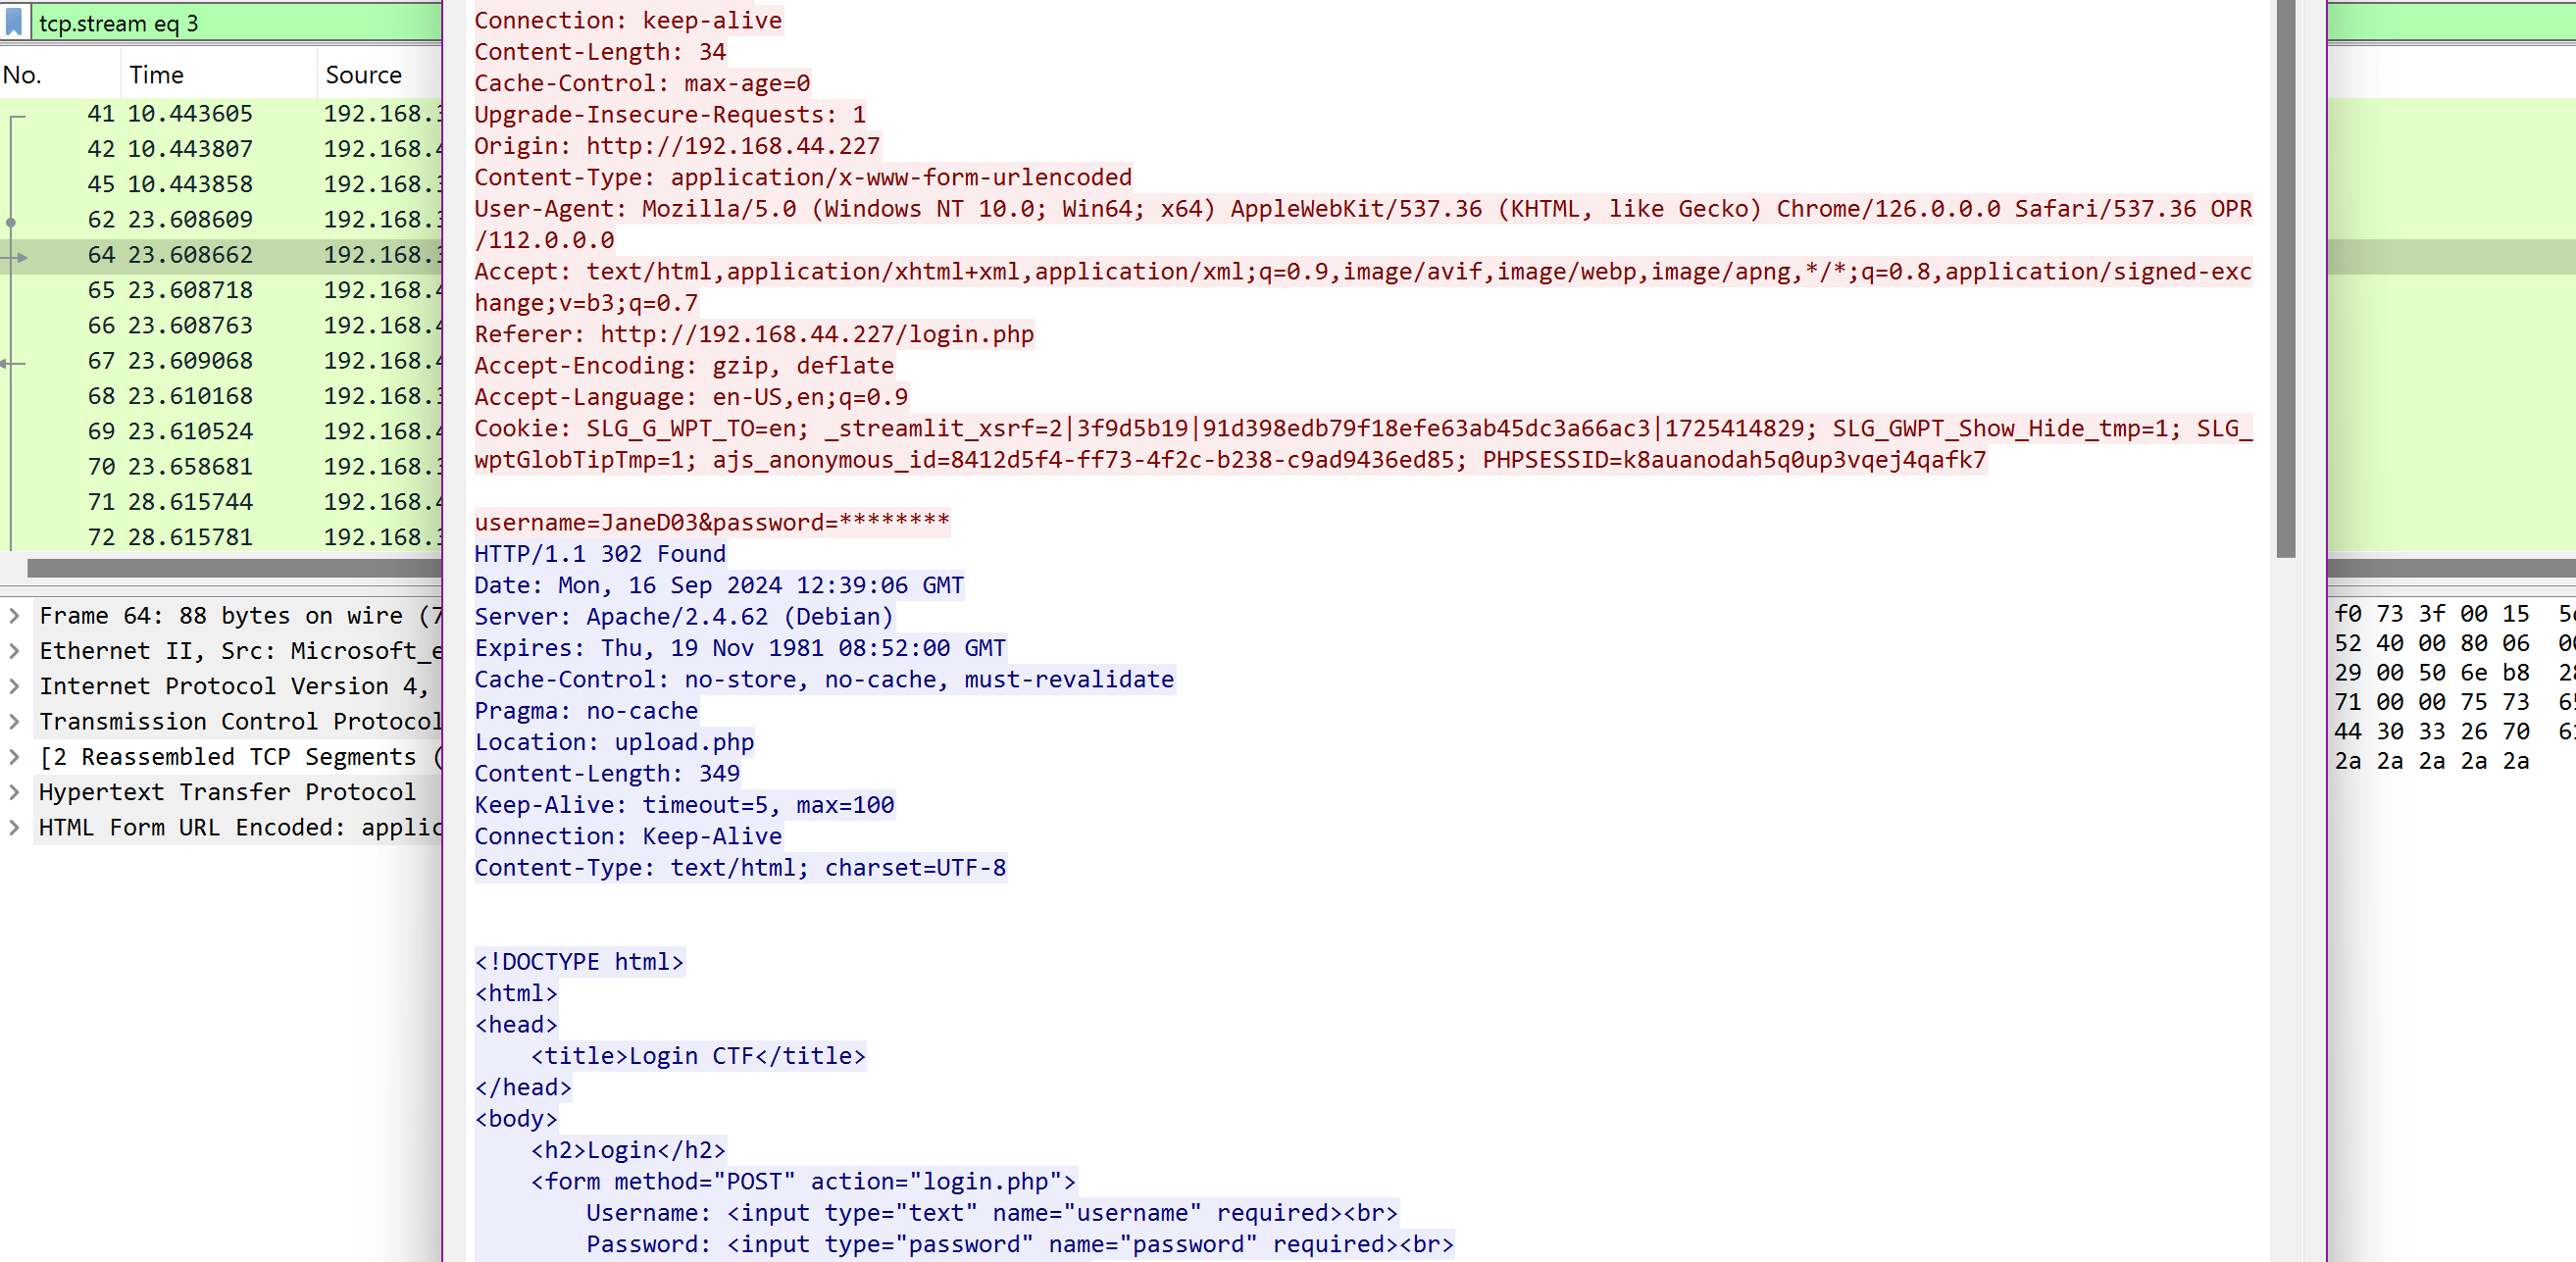 tcp.stream eq 3
No. Time Source
41 10.443605 192.168.3
42 10.443807 192.168.4
45 10.443858 192.168.3
62 23.608609 192.168.3
64 23.608662 192.168.3
65 23.608718 192.168.4
66 23.608763 192.168.4
67 23.609068 192.168.4
68 23.610168 192.168.3
69 23.610524 192.168.4
70 23.658681 192.168.3
71 28.615744 192.168.4
72 28.615781 192.168.3
Frame 64: 88 bytes on wire (7
Ethernet II, Src: Microsoft_e
Internet Protocol Version 4,
Transmission Control Protocol
[2 Reassembled TCP Segments (
Hypertext Transfer Protocol
HTML Form URL Encoded: applic
Connection: keep-alive
Content-Length: 34
Cache-Control: max-age=0
Upgrade-Insecure-Requests: 1
Origin: http://192.168.44.227
Content-Type: application/x-www-form-urlencoded
User-Agent: Mozilla/5.0 (Windows NT 10.0; Win64; x64) AppleWebKit/537.36 (KHTML, like Gecko) Chrome/126.0.0.0 Safari/537.36 OPR
/112.0.0.0
Accept: text/html,application/xhtml+xml,application/xml;q=0.9,image/avif,image/webp,image/apng,*/*;q=0.8,application/signed-exc
hange;v=b3;q=0.7
Referer: http://192.168.44.227/login.php
Accept-Encoding: gzip, deflate
Accept-Language: en-US,en;q=0.9
Cookie: SLG_G_WPT_TO=en; _streamlit_xsrf=2|3f9d5b19|91d398edb79f18efe63ab45dc3a66ac3|1725414829; SLG_GWPT_Show_Hide_tmp=1; SLG_
wptGlobTipTmp=1; ajs_anonymous_id=8412d5f4-ff73-4f2c-b238-c9ad9436ed85; PHPSESSID=k8auanodah5q0up3vqej4qafk7
username=JaneD03&password=********
HTTP/1.1 302 Found
Date: Mon, 16 Sep 2024 12:39:06 GMT
Server: Apache/2.4.62 (Debian)
Expires: Thu, 19 Nov 1981 08:52:00 GMT
Cache-Control: no-store, no-cache, must-revalidate
Pragma: no-cache
Location: upload.php
Content-Length: 349
Keep-Alive: timeout=5, max=100
Connection: Keep-Alive
Content-Type: text/html; charset=UTF-8
<!DOCTYPE html>
<html>
<head>
<title>Login CTF</title>
</head>
<body>
<h2>Login</h2>
<form method="POST" action="login.php">
Username: <input type="text" name="username" required><br>
Password: <input type="password" name="password" required><br>
f0 73 3f 00 15
52 40 00 80 06
29 00 50 6e b8
71 00 00 75 73
44 30 33 26 70
2a 2a 2a 2a 2a